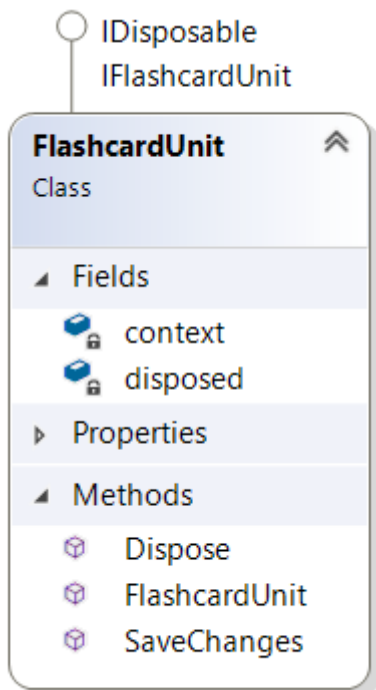 IDisposable
IFlashcardUnit
FlashcardUnit
Class
Fields
context
disposed
Properties
Methods
Dispose
FlashcardUnit
SaveChanges